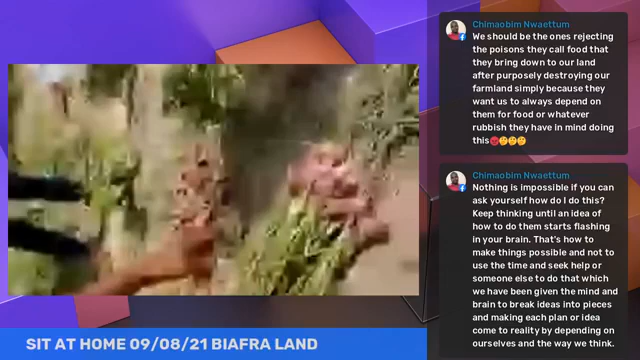 Chimaobim Nwaettum
We should be the ones rejecting
the poisons they call food that
they bring down to our land
after purposely destroying our
farmland simply because they
want us to always depend on
them for food or whatever
rubbish they have in mind doing
this😡🤔🤔🤔
Chimaobim Nwaettum
Nothing is impossible if you can
ask yourself how do I do this?
Keep thinking until an idea of
how to do them starts flashing
in your brain. That's how to
make things possible and not to
use the time and seek help or
someone else to do that which
we have been given the mind and
brain to break ideas into pieces
and making each plan or idea
come to reality by depending on
ourselves and the way we think.
SIT AT HOME 09/08/21 BIAFRA LAND